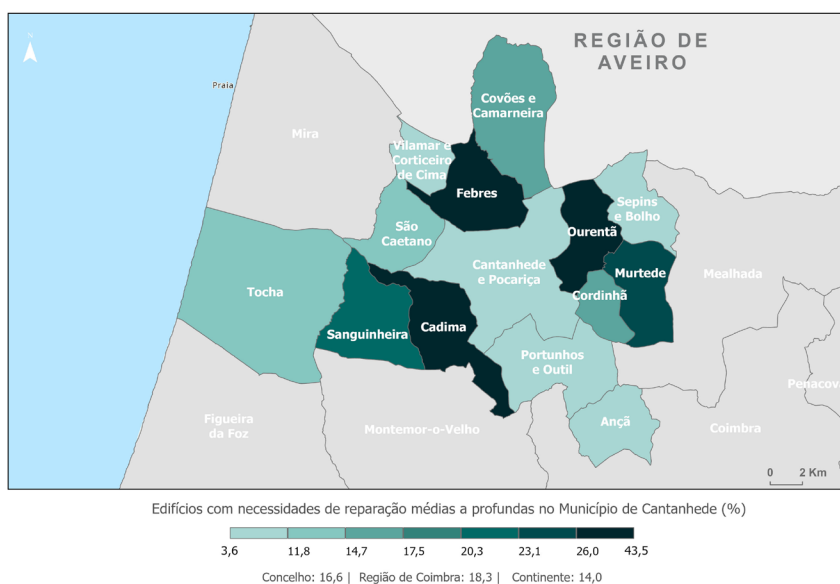 REGIÃO DE
AVEIRO
Praia
Covões e
Camarneira
Mira
Vilamar e
Corticeiro
de Cima
Febres
Sepins
e Bolho
São
Caetano
Ourentã
Cantanhede
e Pocariça
Murtede
Mealhada
Tocha
Cordinhã
Sanguinheira
Cadima
Portunhos
e Outil
Penacova
Figueira
da Foz
Montemor-o-Velho
Ançã
Coimbra
0 2 Km
Edifícios com necessidades de reparação médias a profundas no Município de Cantanhede (%)
3,6 11,8 14,7 17,5 20,3 23,1 26,0 43,5
Concelho: 16,6 | Região de Coimbra: 18,3 | Continente: 14,0